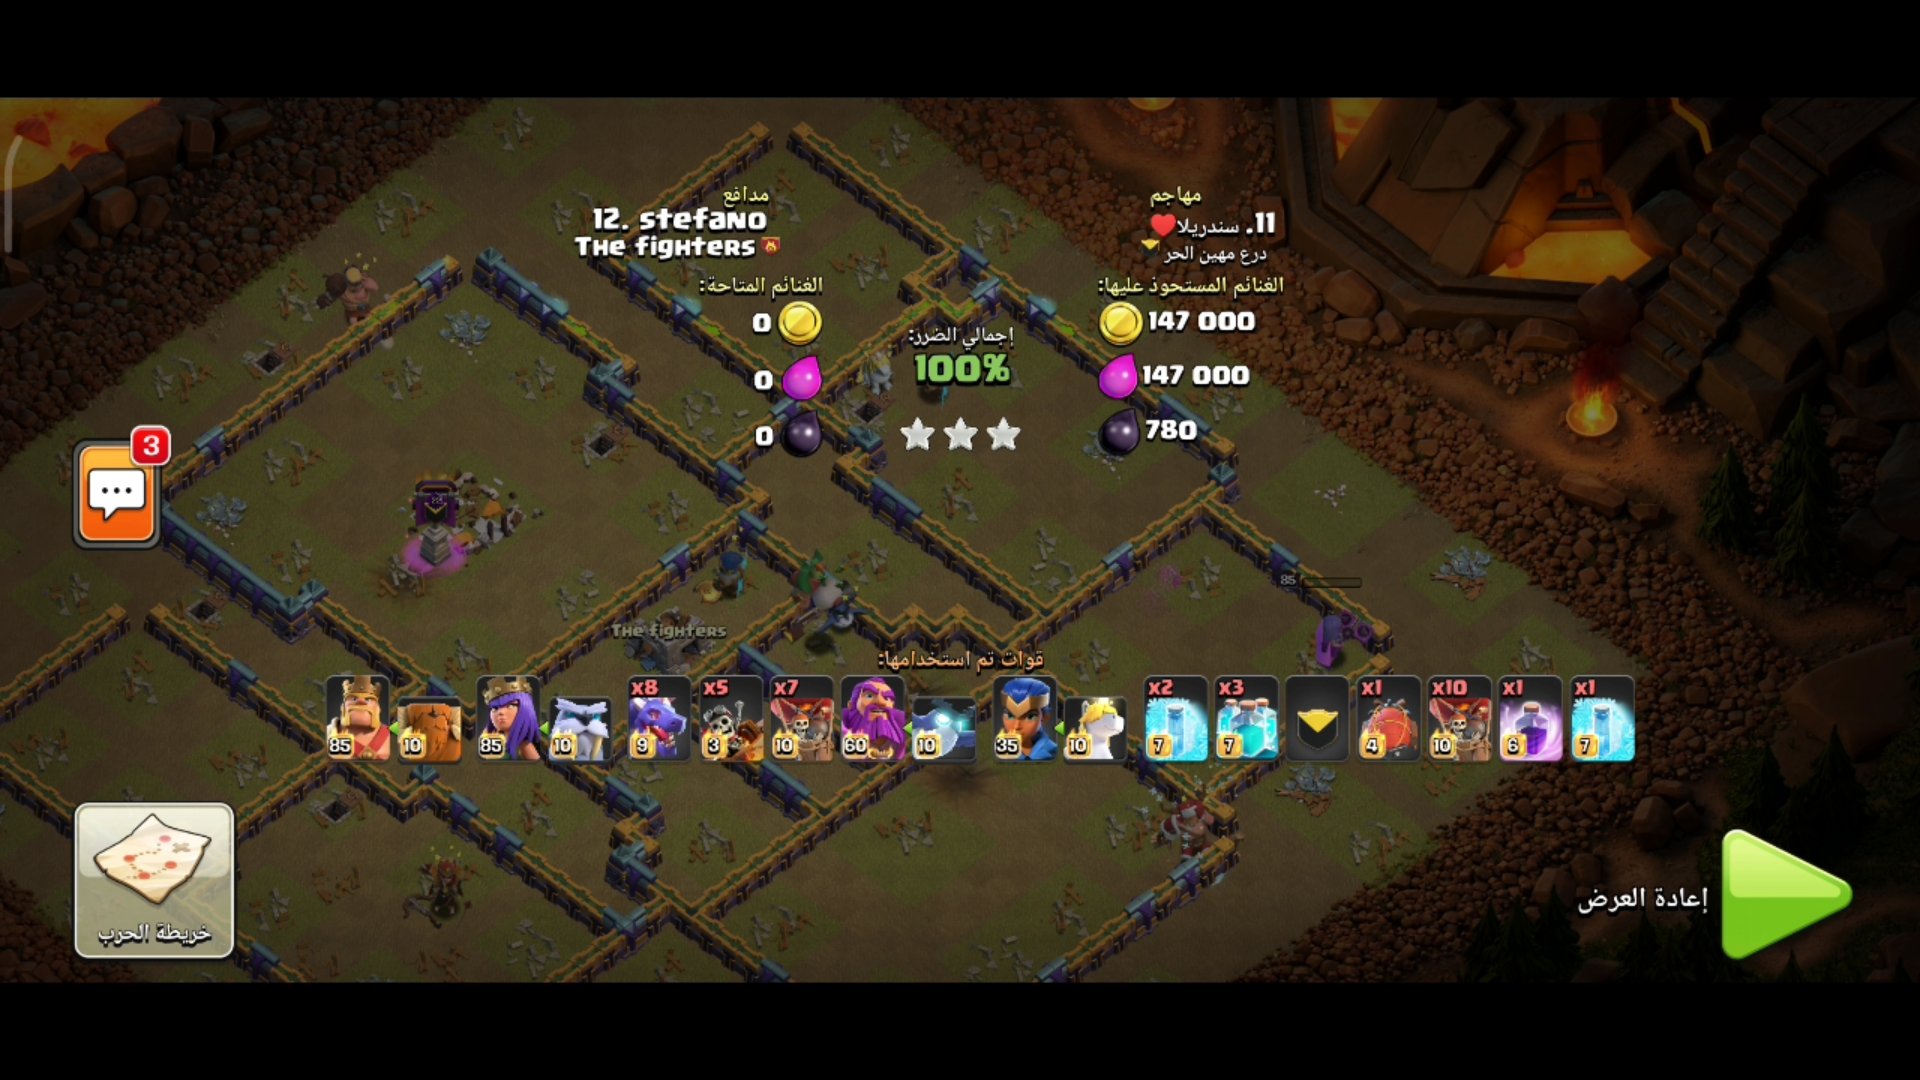 مدافع
12. stefano
The fighters
الغنائم المتاحة:
0
0
0
إجمالي الضرر:
100%
مهاجم
11. سندريلا❤️
درع مهين الحر
الغنائم المستحوذ عليها:
147 000
147 000
780
3
85
The fighters
قوات تم استخدامها:
x8 x5 x7 x2 x3 x1 x10 x1 x1
85 10 85 10 9 3 10 60 10 35 10 7 7 4 10 6 7
خريطة الحرب
إعادة العرض